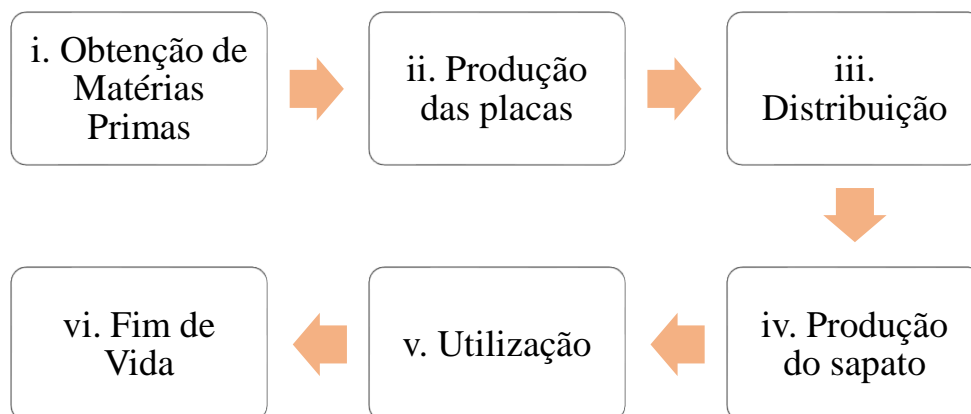 i. Obtenção de
Matérias
Primas
ii. Produção
das placas
iii.
Distribuição
iv. Produção
do sapato
v. Utilização
vi. Fim de
Vida